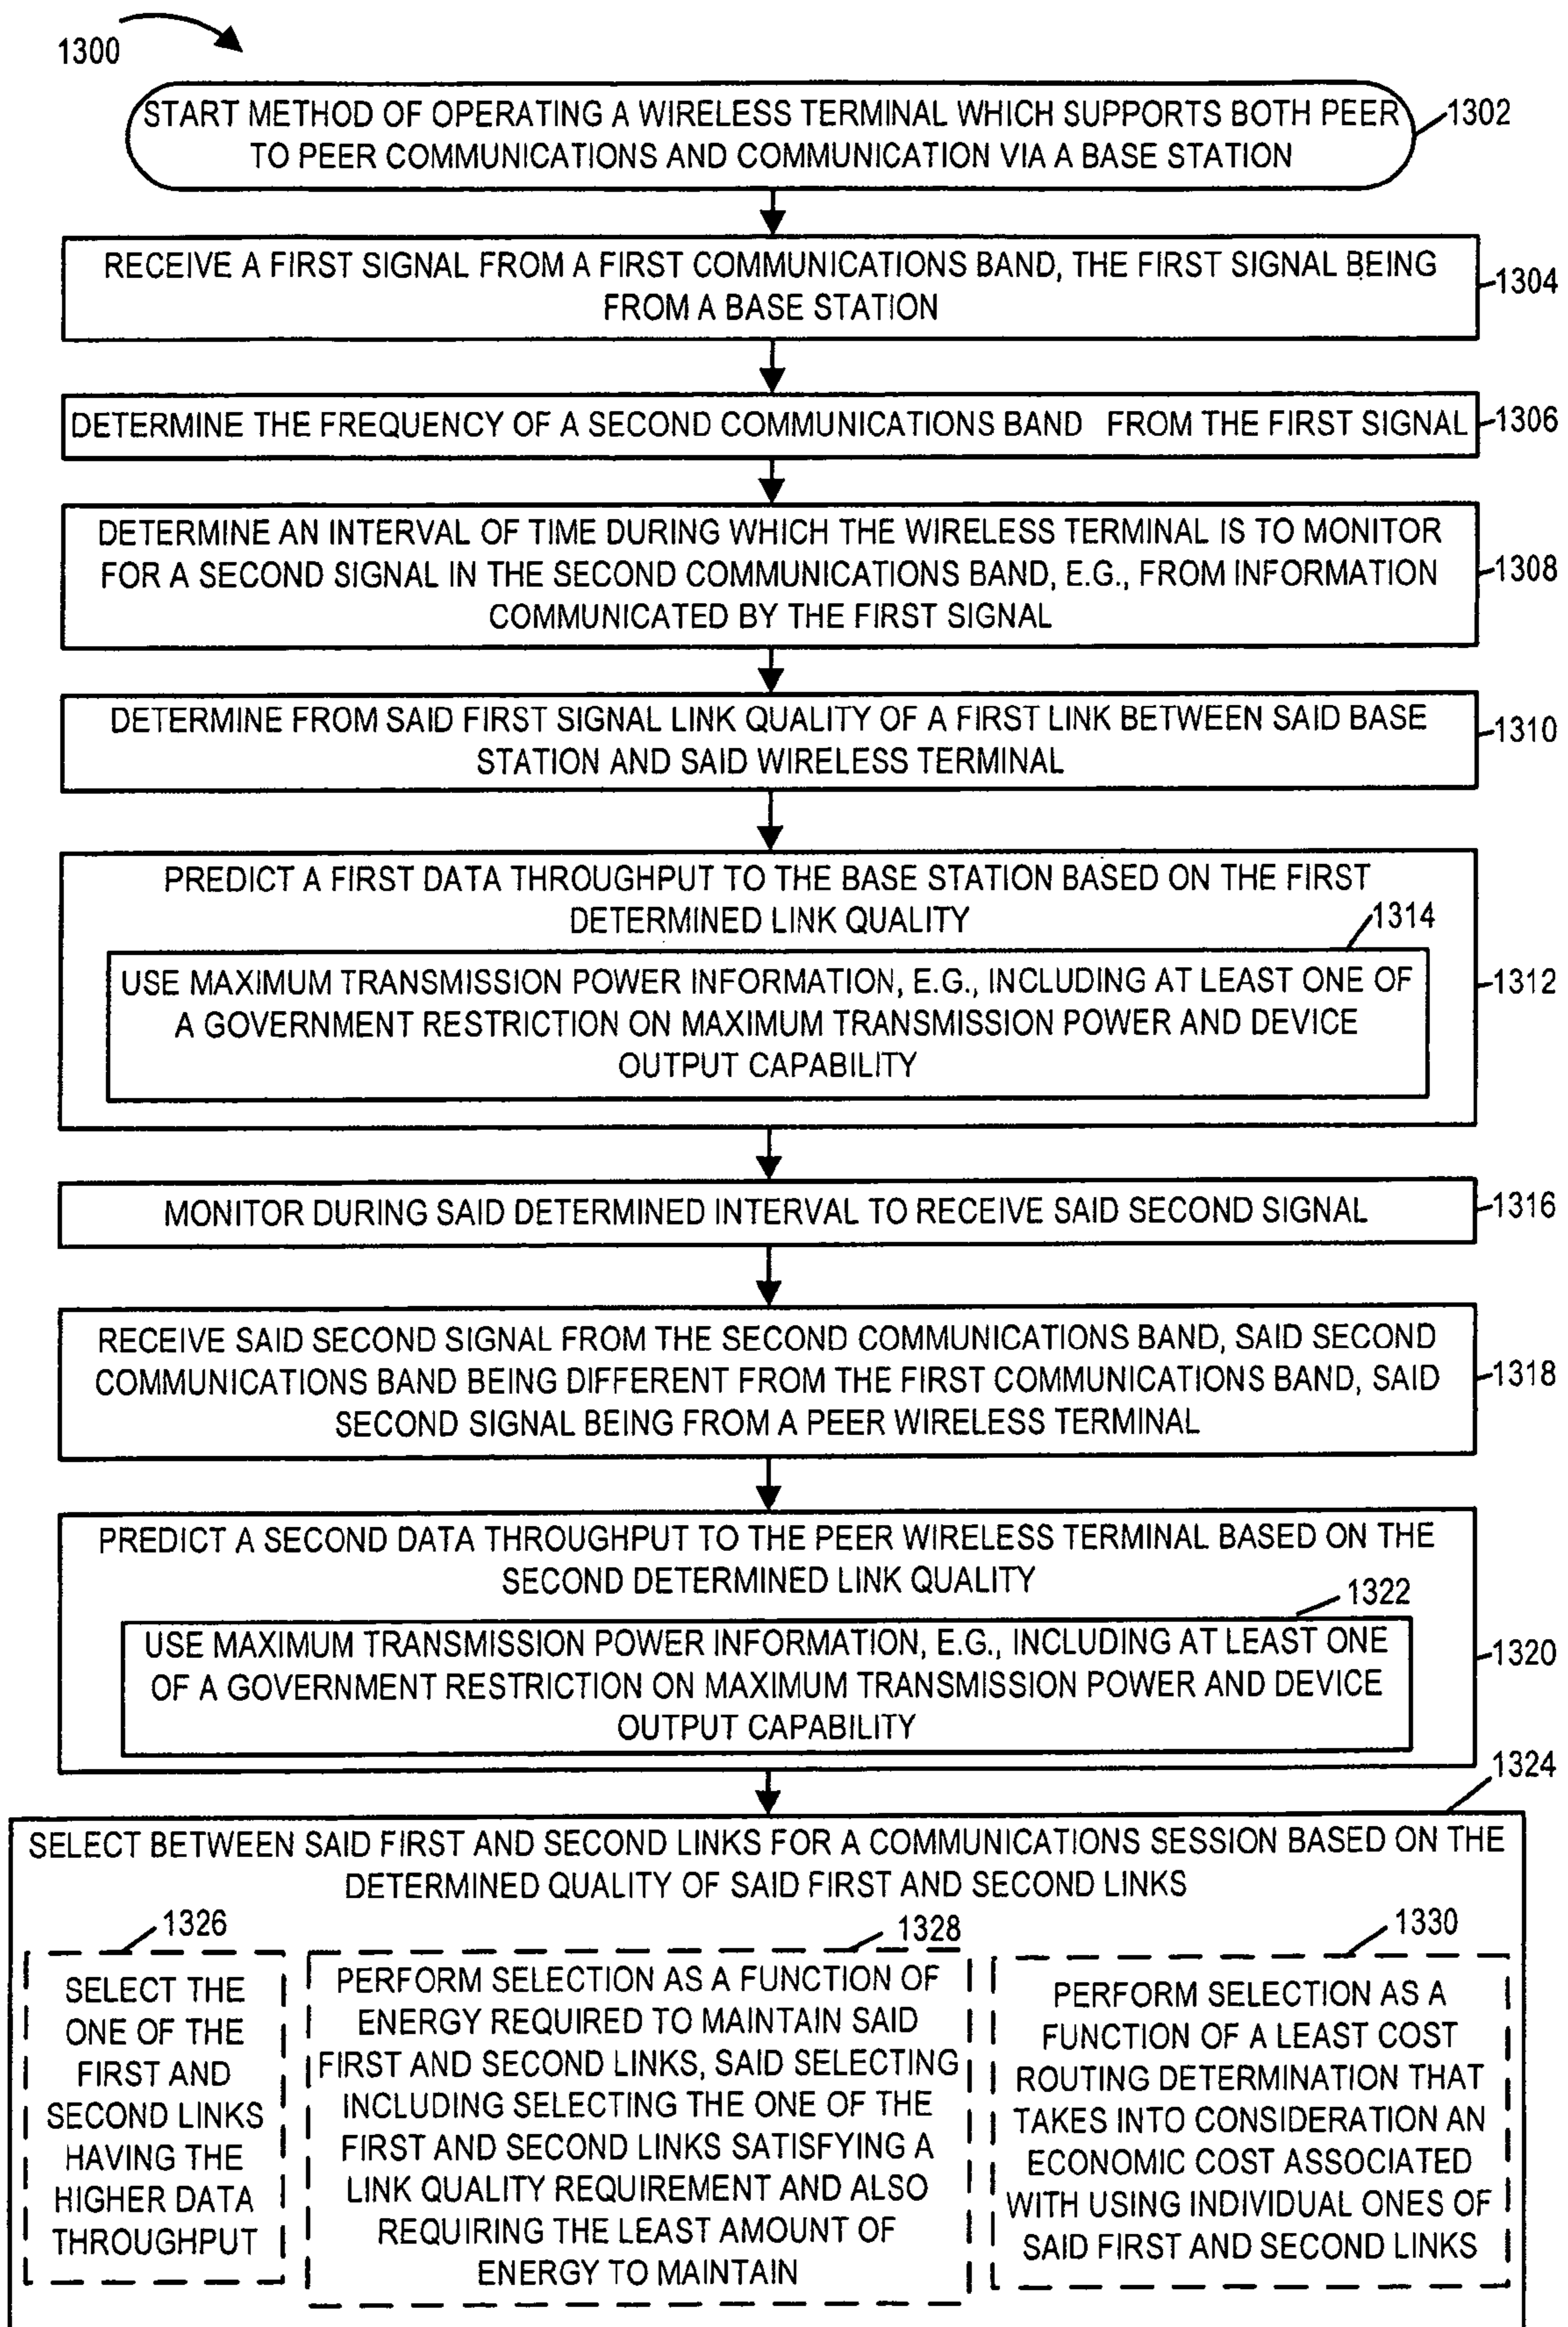 1300
START METHOD OF OPERATING A WIRELESS TERMINAL WHICH SUPPORTS BOTH PEER
TO PEER COMMUNICATIONS AND COMMUNICATION VIA A BASE STATION
1302
RECEIVE A FIRST SIGNAL FROM A FIRST COMMUNICATIONS BAND, THE FIRST SIGNAL BEING
FROM A BASE STATION
1304
DETERMINE THE FREQUENCY OF A SECOND COMMUNICATIONS BAND FROM THE FIRST SIGNAL
1306
DETERMINE AN INTERVAL OF TIME DURING WHICH THE WIRELESS TERMINAL IS TO MONITOR
FOR A SECOND SIGNAL IN THE SECOND COMMUNICATIONS BAND, E.G., FROM INFORMATION
COMMUNICATED BY THE FIRST SIGNAL
1308
DETERMINE FROM SAID FIRST SIGNAL LINK QUALITY OF A FIRST LINK BETWEEN SAID BASE
STATION AND SAID WIRELESS TERMINAL
1310
PREDICT A FIRST DATA THROUGHPUT TO THE BASE STATION BASED ON THE FIRST
DETERMINED LINK QUALITY
1314
USE MAXIMUM TRANSMISSION POWER INFORMATION, E.G., INCLUDING AT LEAST ONE OF
A GOVERNMENT RESTRICTION ON MAXIMUM TRANSMISSION POWER AND DEVICE
OUTPUT CAPABILITY
1312
MONITOR DURING SAID DETERMINED INTERVAL TO RECEIVE SAID SECOND SIGNAL
1316
RECEIVE SAID SECOND SIGNAL FROM THE SECOND COMMUNICATIONS BAND, SAID SECOND
COMMUNICATIONS BAND BEING DIFFERENT FROM THE FIRST COMMUNICATIONS BAND, SAID
SECOND SIGNAL BEING FROM A PEER WIRELESS TERMINAL
1318
PREDICT A SECOND DATA THROUGHPUT TO THE PEER WIRELESS TERMINAL BASED ON THE
SECOND DETERMINED LINK QUALITY
1322
USE MAXIMUM TRANSMISSION POWER INFORMATION, E.G., INCLUDING AT LEAST ONE
OF A GOVERNMENT RESTRICTION ON MAXIMUM TRANSMISSION POWER AND DEVICE
OUTPUT CAPABILITY
1320
1324
SELECT BETWEEN SAID FIRST AND SECOND LINKS FOR A COMMUNICATIONS SESSION BASED ON THE
DETERMINED QUALITY OF SAID FIRST AND SECOND LINKS
1326
SELECT THE
ONE OF THE
FIRST AND
SECOND LINKS
HAVING THE
HIGHER DATA
THROUGHPUT
1328
PERFORM SELECTION AS A FUNCTION OF
ENERGY REQUIRED TO MAINTAIN SAID
FIRST AND SECOND LINKS, SAID SELECTING
INCLUDING SELECTING THE ONE OF THE
FIRST AND SECOND LINKS SATISFYING A
LINK QUALITY REQUIREMENT AND ALSO
REQUIRING THE LEAST AMOUNT OF
ENERGY TO MAINTAIN
1330
PERFORM SELECTION AS A
FUNCTION OF A LEAST COST
ROUTING DETERMINATION THAT
TAKES INTO CONSIDERATION AN
ECONOMIC COST ASSOCIATED
WITH USING INDIVIDUAL ONES OF
SAID FIRST AND SECOND LINKS